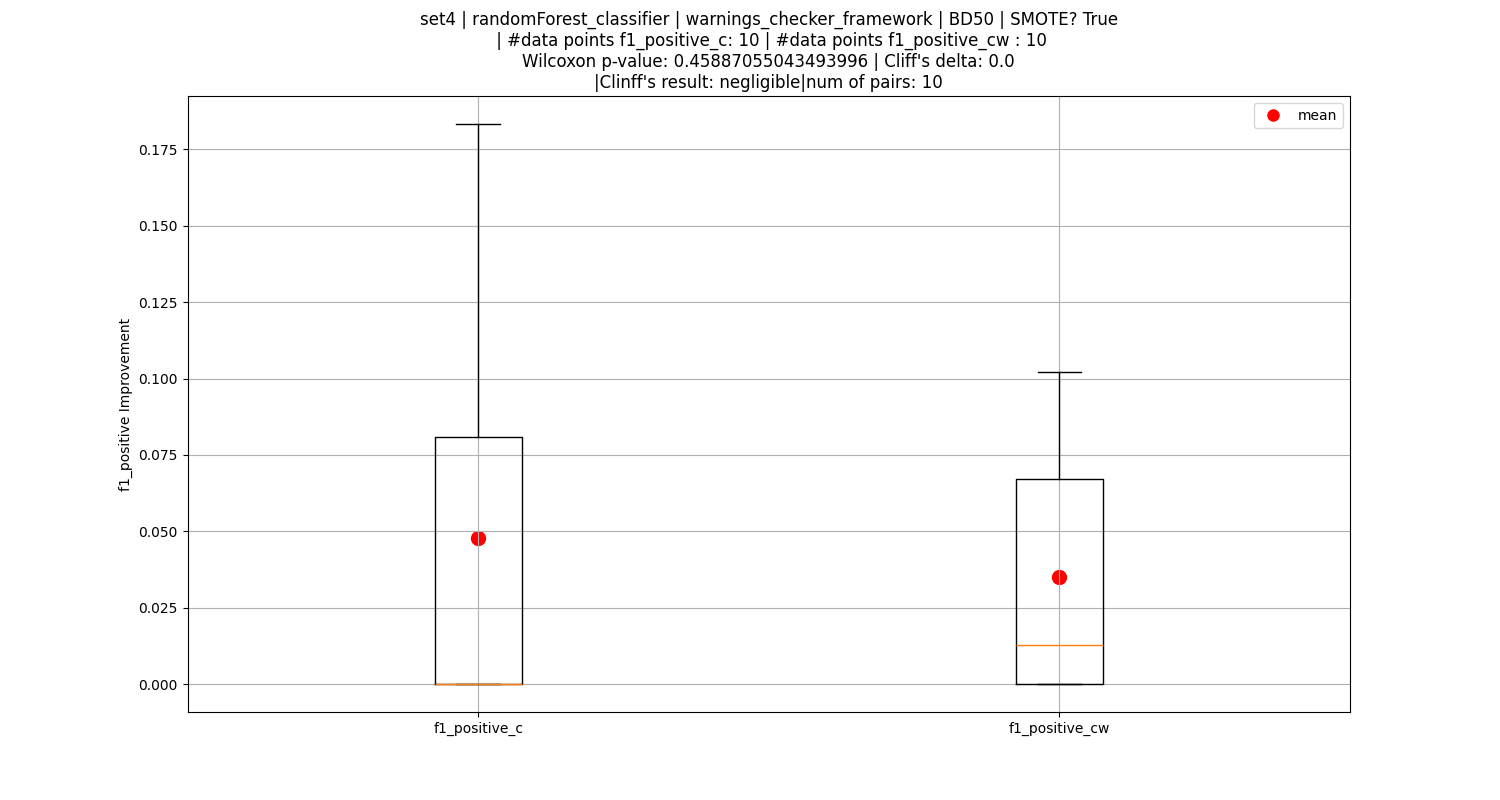 set4 | randomForest_classifier | warnings_checker_framework | BD50 | SMOTE? True
| #data points f1_positive_c: 10 | #data points f1_positive_cw : 10
Wilcoxon p-value: 0.45887055043493996 | Cliff's delta: 0.0
|Clinff's result: negligible|num of pairs: 10
mean
0.175
0.150
0.125
0.100
0.075
0.050
0.025
0.000
f1_positive Improvement
f1_positive_c
f1_positive_cw